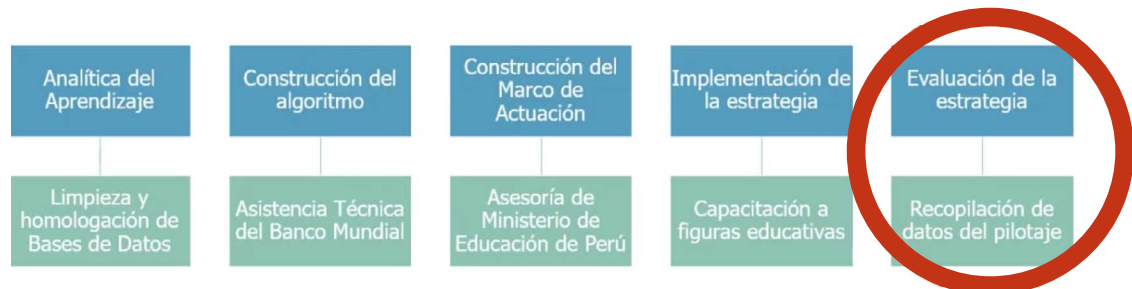 Analítica del
Aprendizaje
Construcción del
algoritmo
Construcción del
Marco de
Actuación
Implementación de
la estrategia
Evaluación de la
estrategia
Limpieza y
homologación de
Bases de Datos
Asistencia Técnica
del Banco Mundial
Asesoría de
Ministerio de
Educación de Perú
Capacitación a
figuras educativas
Recopilación de
datos del pilotaje